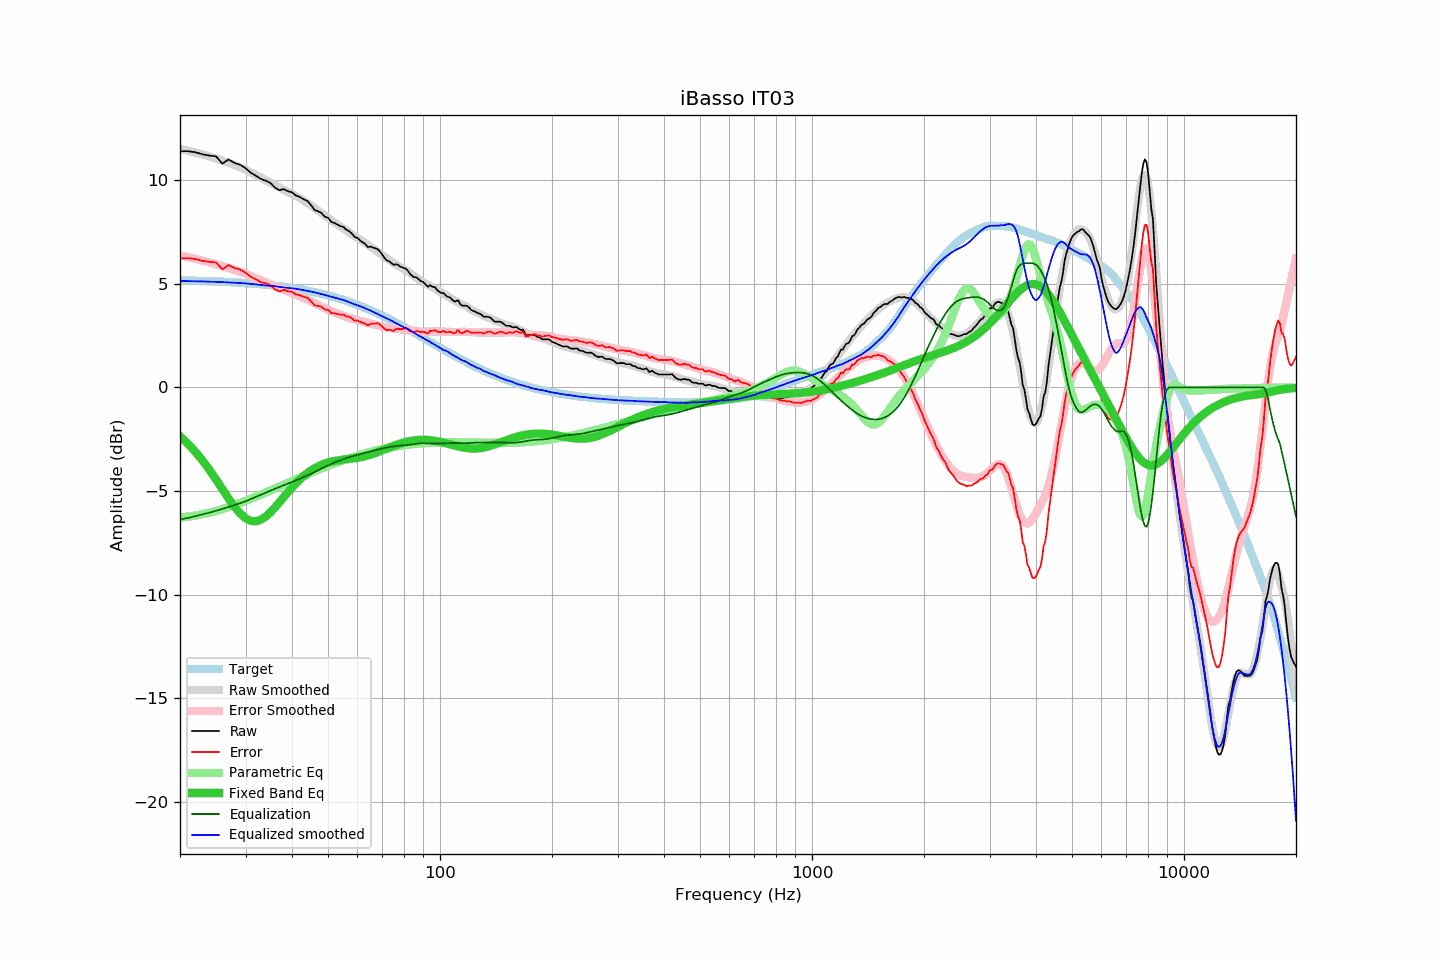 iBasso IT03
10
5
0
−5
−10
−15
−20
Amplitude (dBr)
Target
Raw Smoothed
Error Smoothed
Raw
Error
Parametric Eq
Fixed Band Eq
Equalization
Equalized smoothed
100
1000
10000
Frequency (Hz)